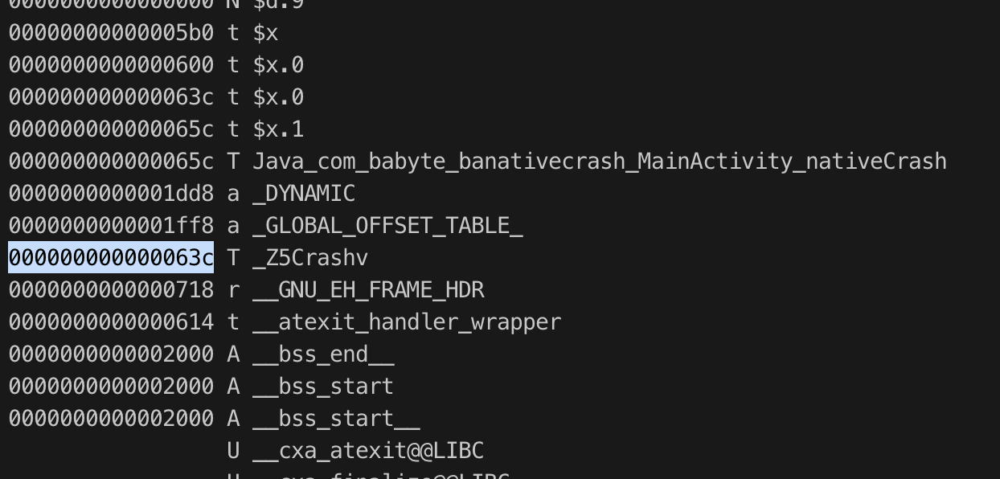 0000000000000000 N $d.9
00000000000005b0 t $x
0000000000000600 t $x.0
000000000000063c t $x.0
000000000000065c t $x.1
000000000000065c T Java_com_babyte_banativecrash_MainActivity_nativeCrash
0000000000001dd8 a _DYNAMIC
0000000000001ff8 a _GLOBAL_OFFSET_TABLE_
000000000000063c T _Z5Crashv
0000000000000718 r __GNU_EH_FRAME_HDR
0000000000000614 t __atexit_handler_wrapper
0000000000002000 A __bss_end__
0000000000002000 A __bss_start
0000000000002000 A __bss_start__
U __cxa_atexit@@LIBC
U __cxa_finalize@@LIBC